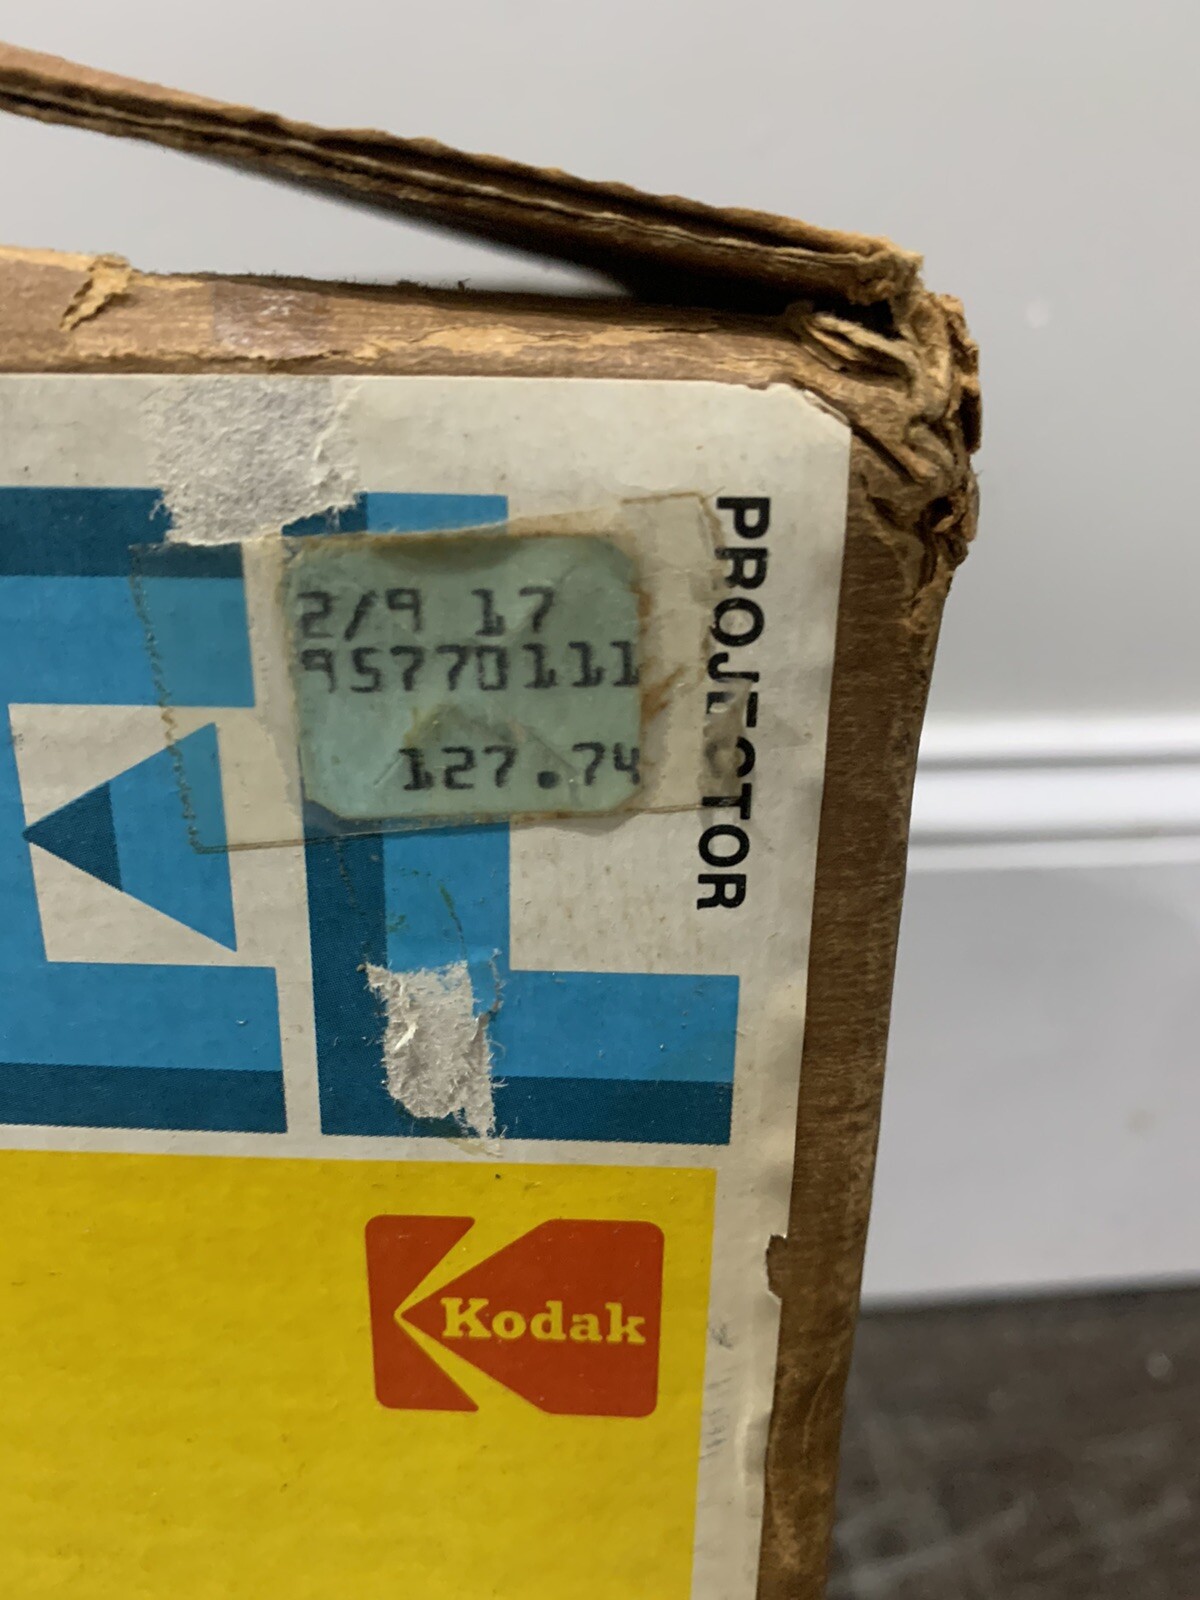 2/9 17
95770111
127.74
PROJECTOR
Kodak